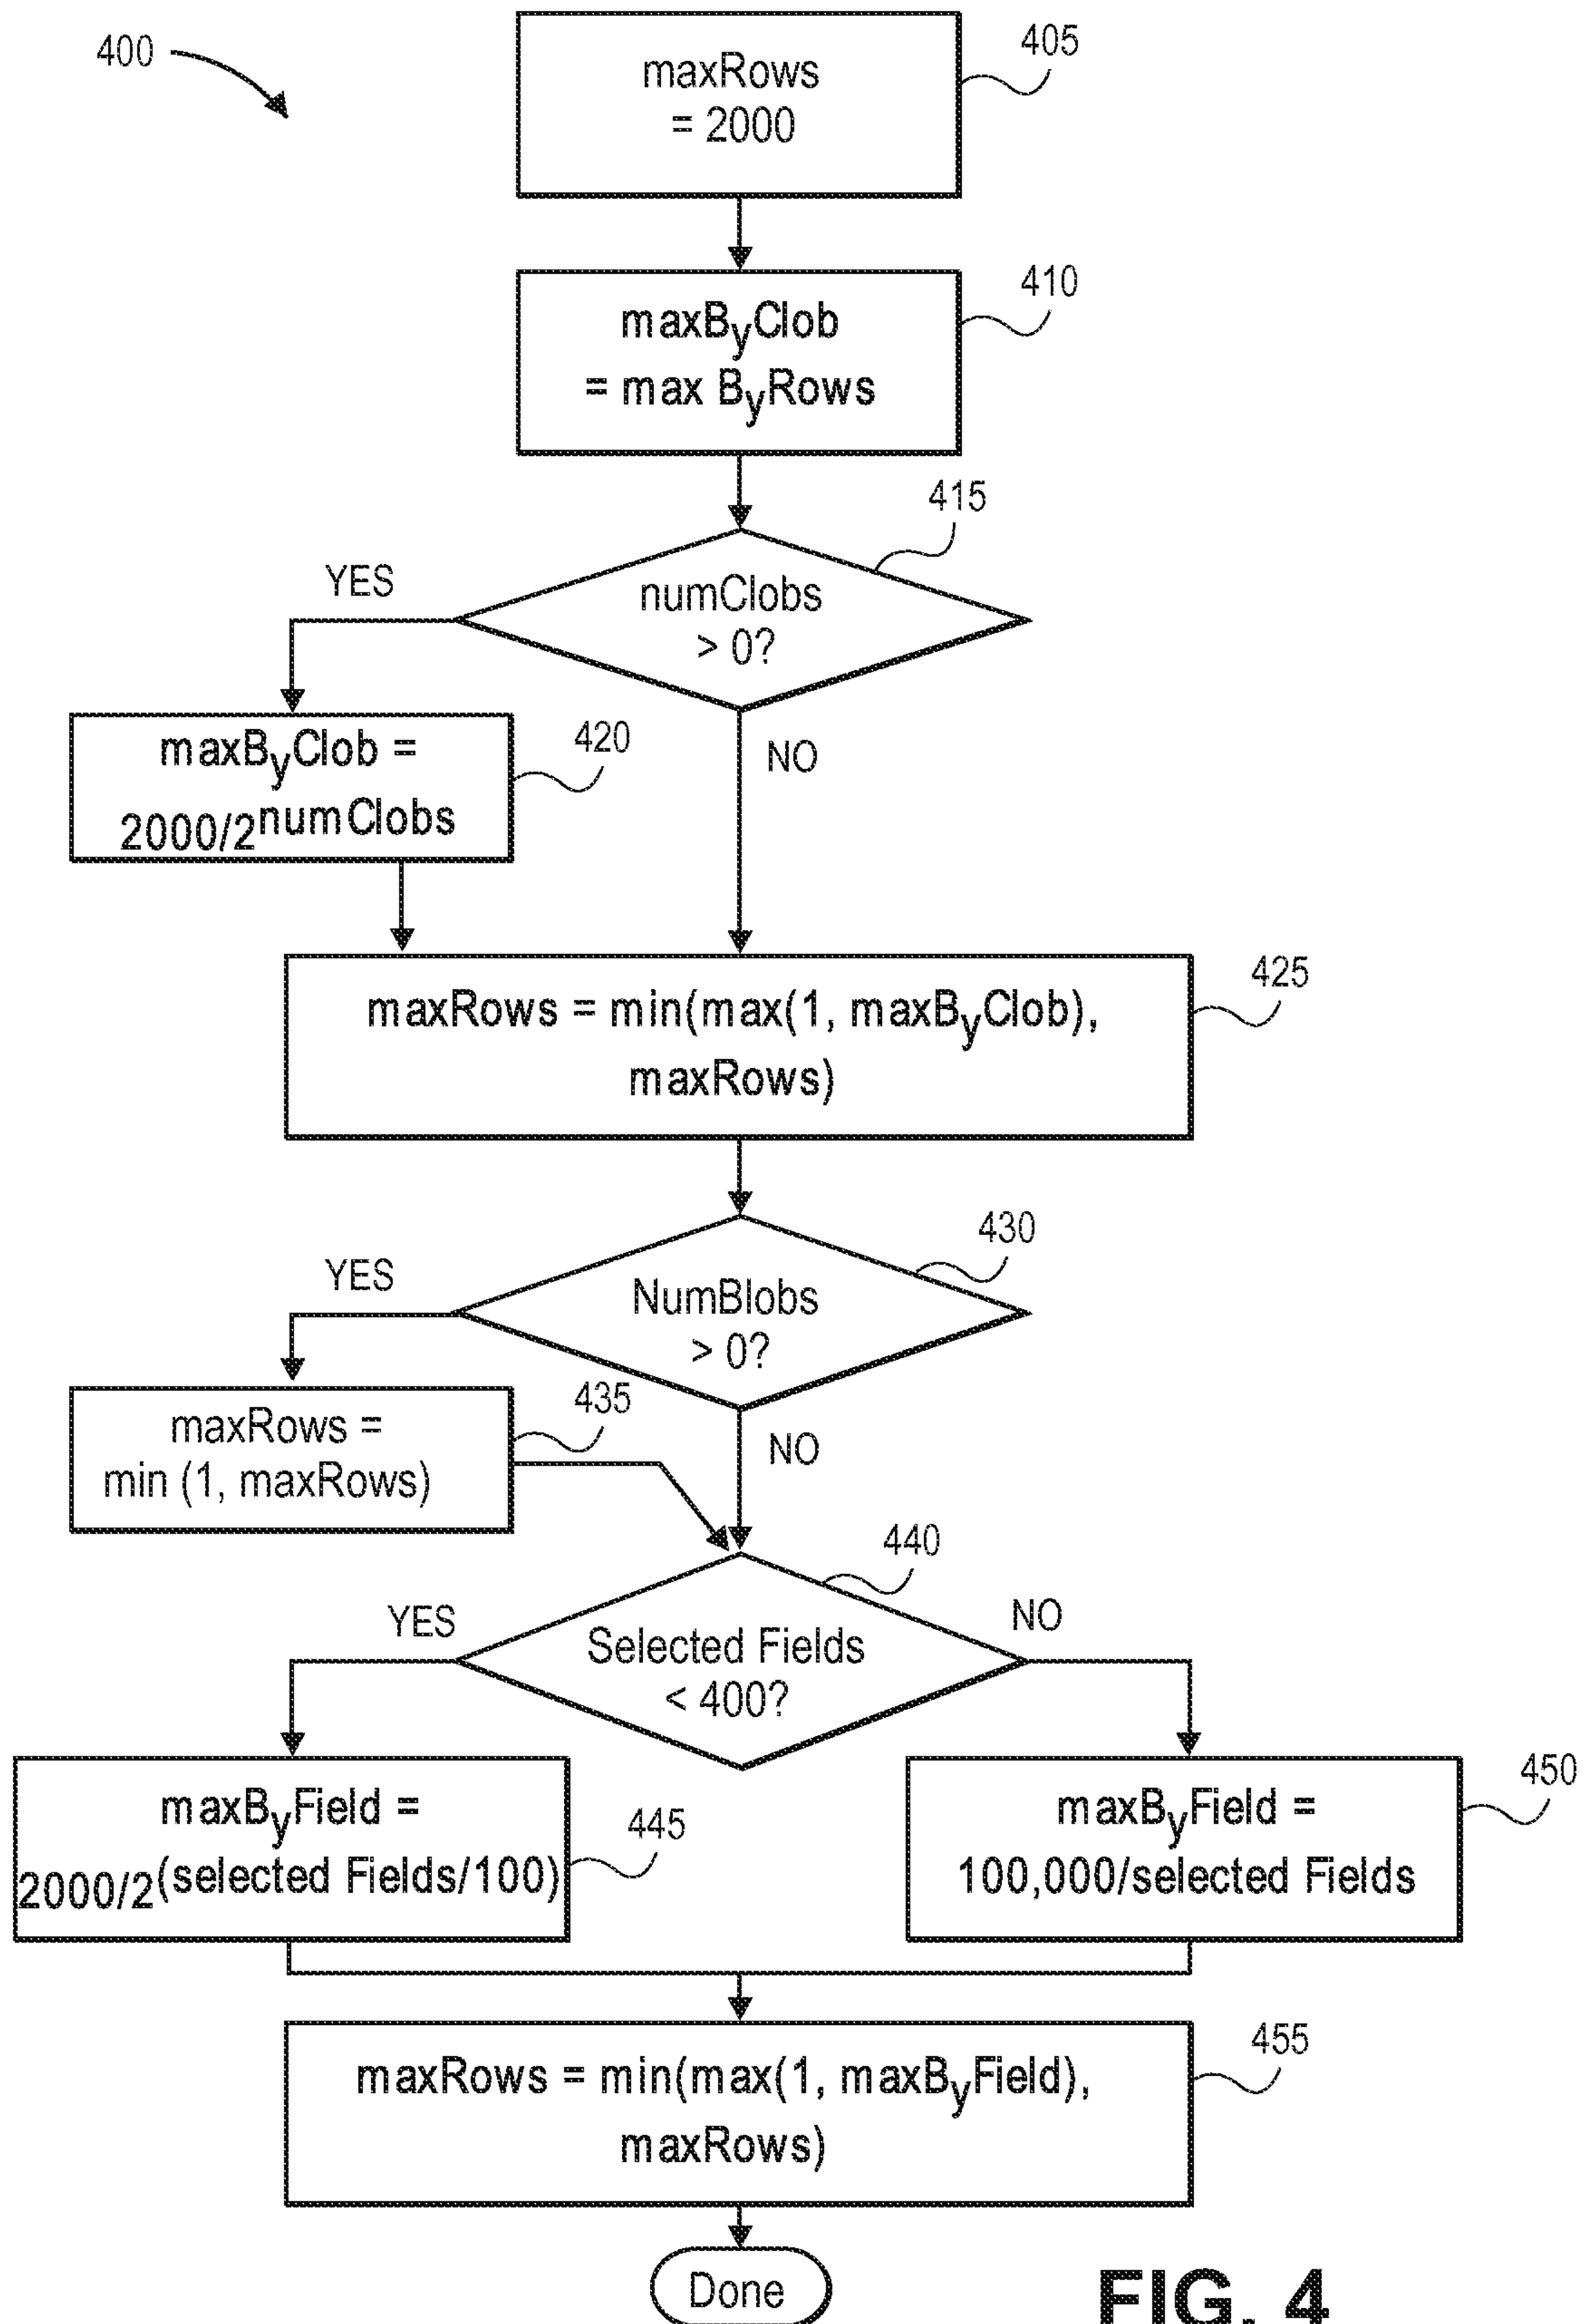 400
maxRows
= 2000
405
maxByClob
= max ByRows
410
numClobs
> 0?
415
YES
NO
maxByClob =
2000/2numClobs
420
maxRows = min(max(1, maxByClob),
maxRows)
425
NumBlobs
> 0?
430
YES
NO
maxRows =
min (1, maxRows)
435
Selected Fields
< 400?
440
YES
NO
maxByField =
2000/2(selected Fields/100)
445
maxByField =
100,000/selected Fields
450
maxRows = min(max(1, maxByField),
maxRows)
455
Done
FIG. 4